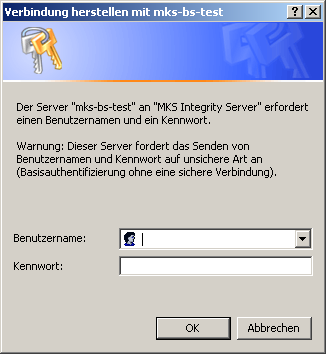 Verbindung herstellen mit mks-bs-test
Der Server "mks-bs-test" an "MKS Integrity Server" erfordert
einen Benutzernamen und ein Kennwort.
Warnung: Dieser Server fordert das Senden von
Benutzernamen und Kennwort auf unsichere Art an
(Basisauthentifizierung ohne eine sichere Verbindung).
Benutzername:
Kennwort:
OK Abbrechen